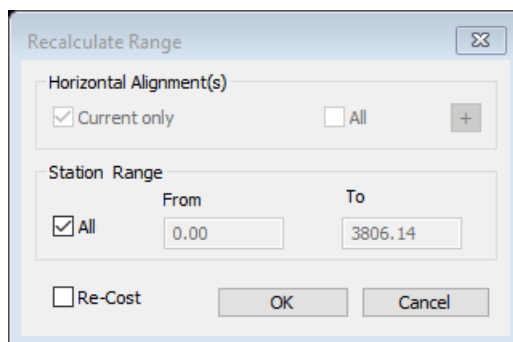 Recalculate Range
Horizontal Alignment(s)
Current only All +
Station Range
From To
All 0.00 3806.14
Re-Cost OK Cancel